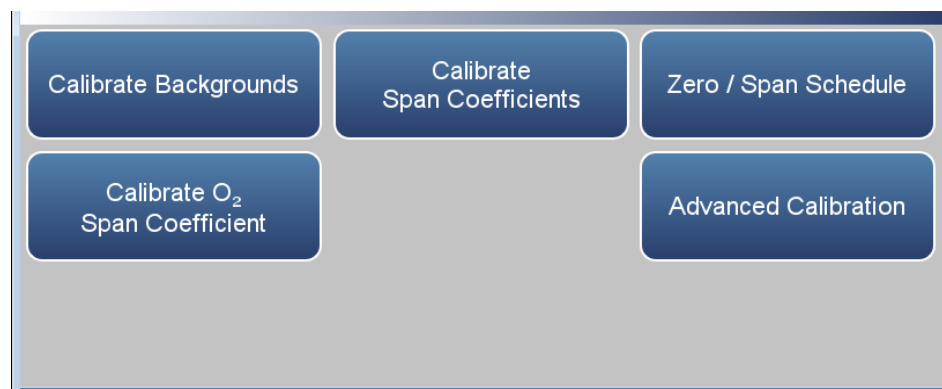 Calibrate Backgrounds
Calibrate
Span Coefficients
Zero / Span Schedule
Calibrate O₂
Span Coefficient
Advanced Calibration